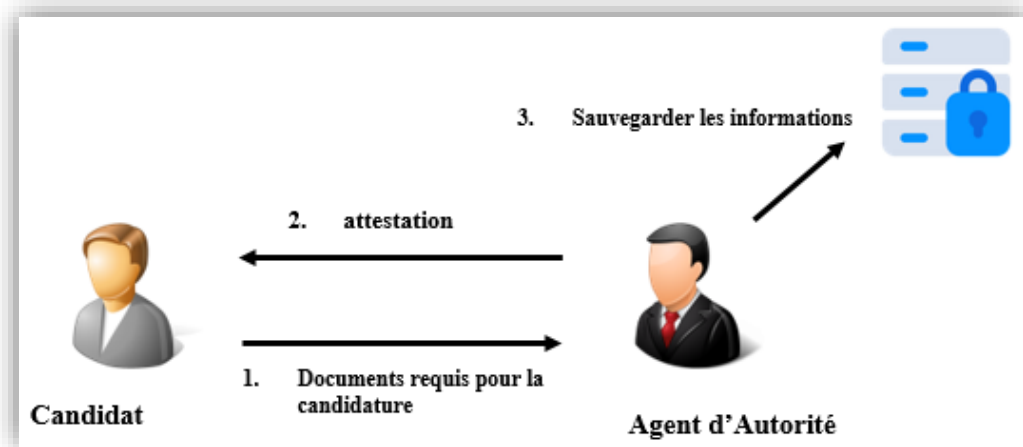 3. Sauvegarder les informations
2. attestation
1. Documents requis pour la
candidature
Candidat
Agent d’Autorité